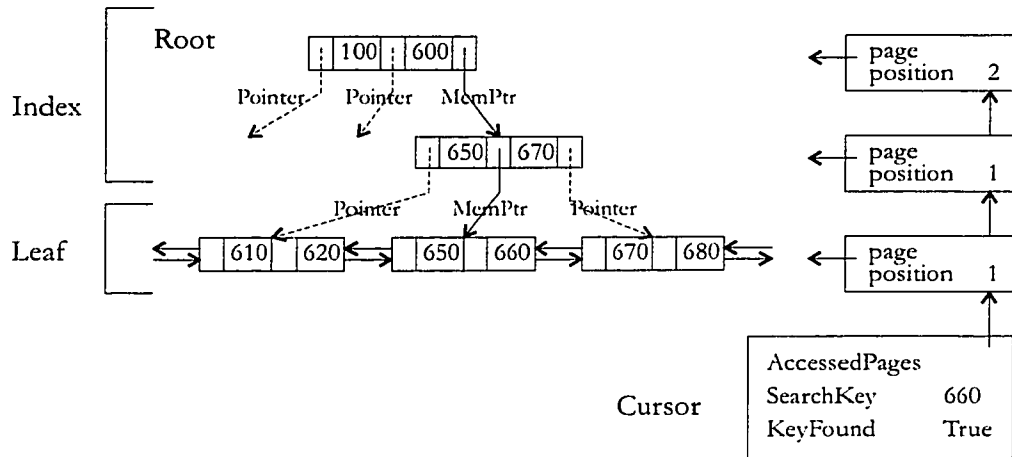 Root
100 600
Pointer Pointer MemPtr
Index
650 670
Pointer MemPtr Pointer
Leaf
610 620 650 660 670 680
page
position 2
page
position 1
page
position 1
Cursor
AccessedPages
SearchKey 660
KeyFound True